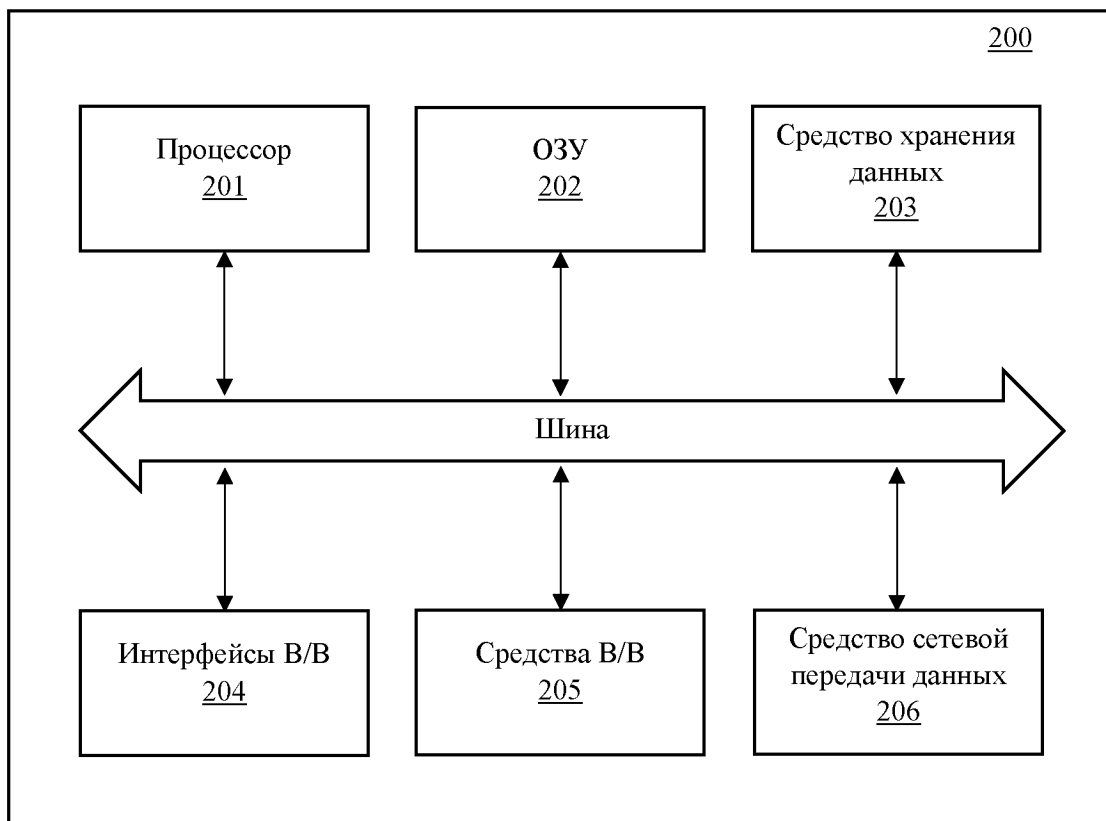 200
Процессор
201
ОЗУ
202
Средство хранения
данных
203
Шина
Интерфейсы В/В
204
Средства В/В
205
Средство сетевой
передачи данных
206